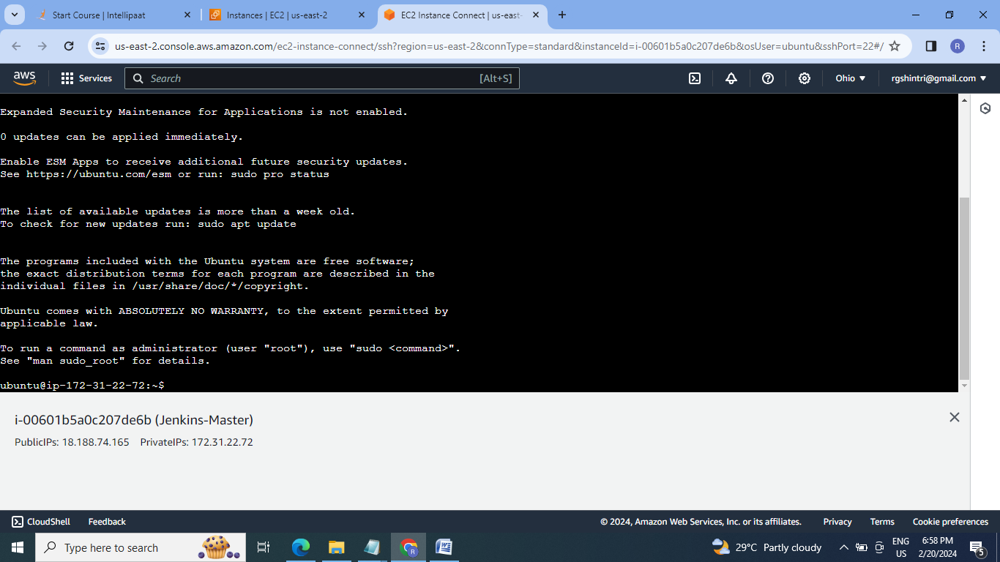 Start Course | Intellipaat
Instances | EC2 | us-east-2
EC2 Instance Connect | us-east-
us-east-2.console.aws.amazon.com/ec2-instance-connect/ssh?region=us-east-2&connType=standard&instanceId=i-00601b5a0c207de6b&osUser=ubuntu&sshPort=22#/
R
aws
Services
Search
[Alt+S]
Ohio
rgshintri@gmail.com
Expanded Security Maintenance for Applications is not enabled.
0 updates can be applied immediately.
Enable ESM Apps to receive additional future security updates.
See https://ubuntu.com/esm or run: sudo pro status
The list of available updates is more than a week old.
To check for new updates run: sudo apt update
The programs included with the Ubuntu system are free software;
the exact distribution terms for each program are described in the
individual files in /usr/share/doc/*/copyright.
Ubuntu comes with ABSOLUTELY NO WARRANTY, to the extent permitted by
applicable law.
To run a command as administrator (user "root"), use "sudo <command>".
See "man sudo_root" for details.
ubuntu@ip-172-31-22-72:~$
i-00601b5a0c207de6b (Jenkins-Master)
PublicIPs: 18.188.74.165 PrivateIPs: 172.31.22.72
CloudShell Feedback
© 2024, Amazon Web Services, Inc. or its affiliates. Privacy Terms Cookie preferences
Type here to search
R
29°C Partly cloudy
ENG
US
6:58 PM
2/20/2024
5